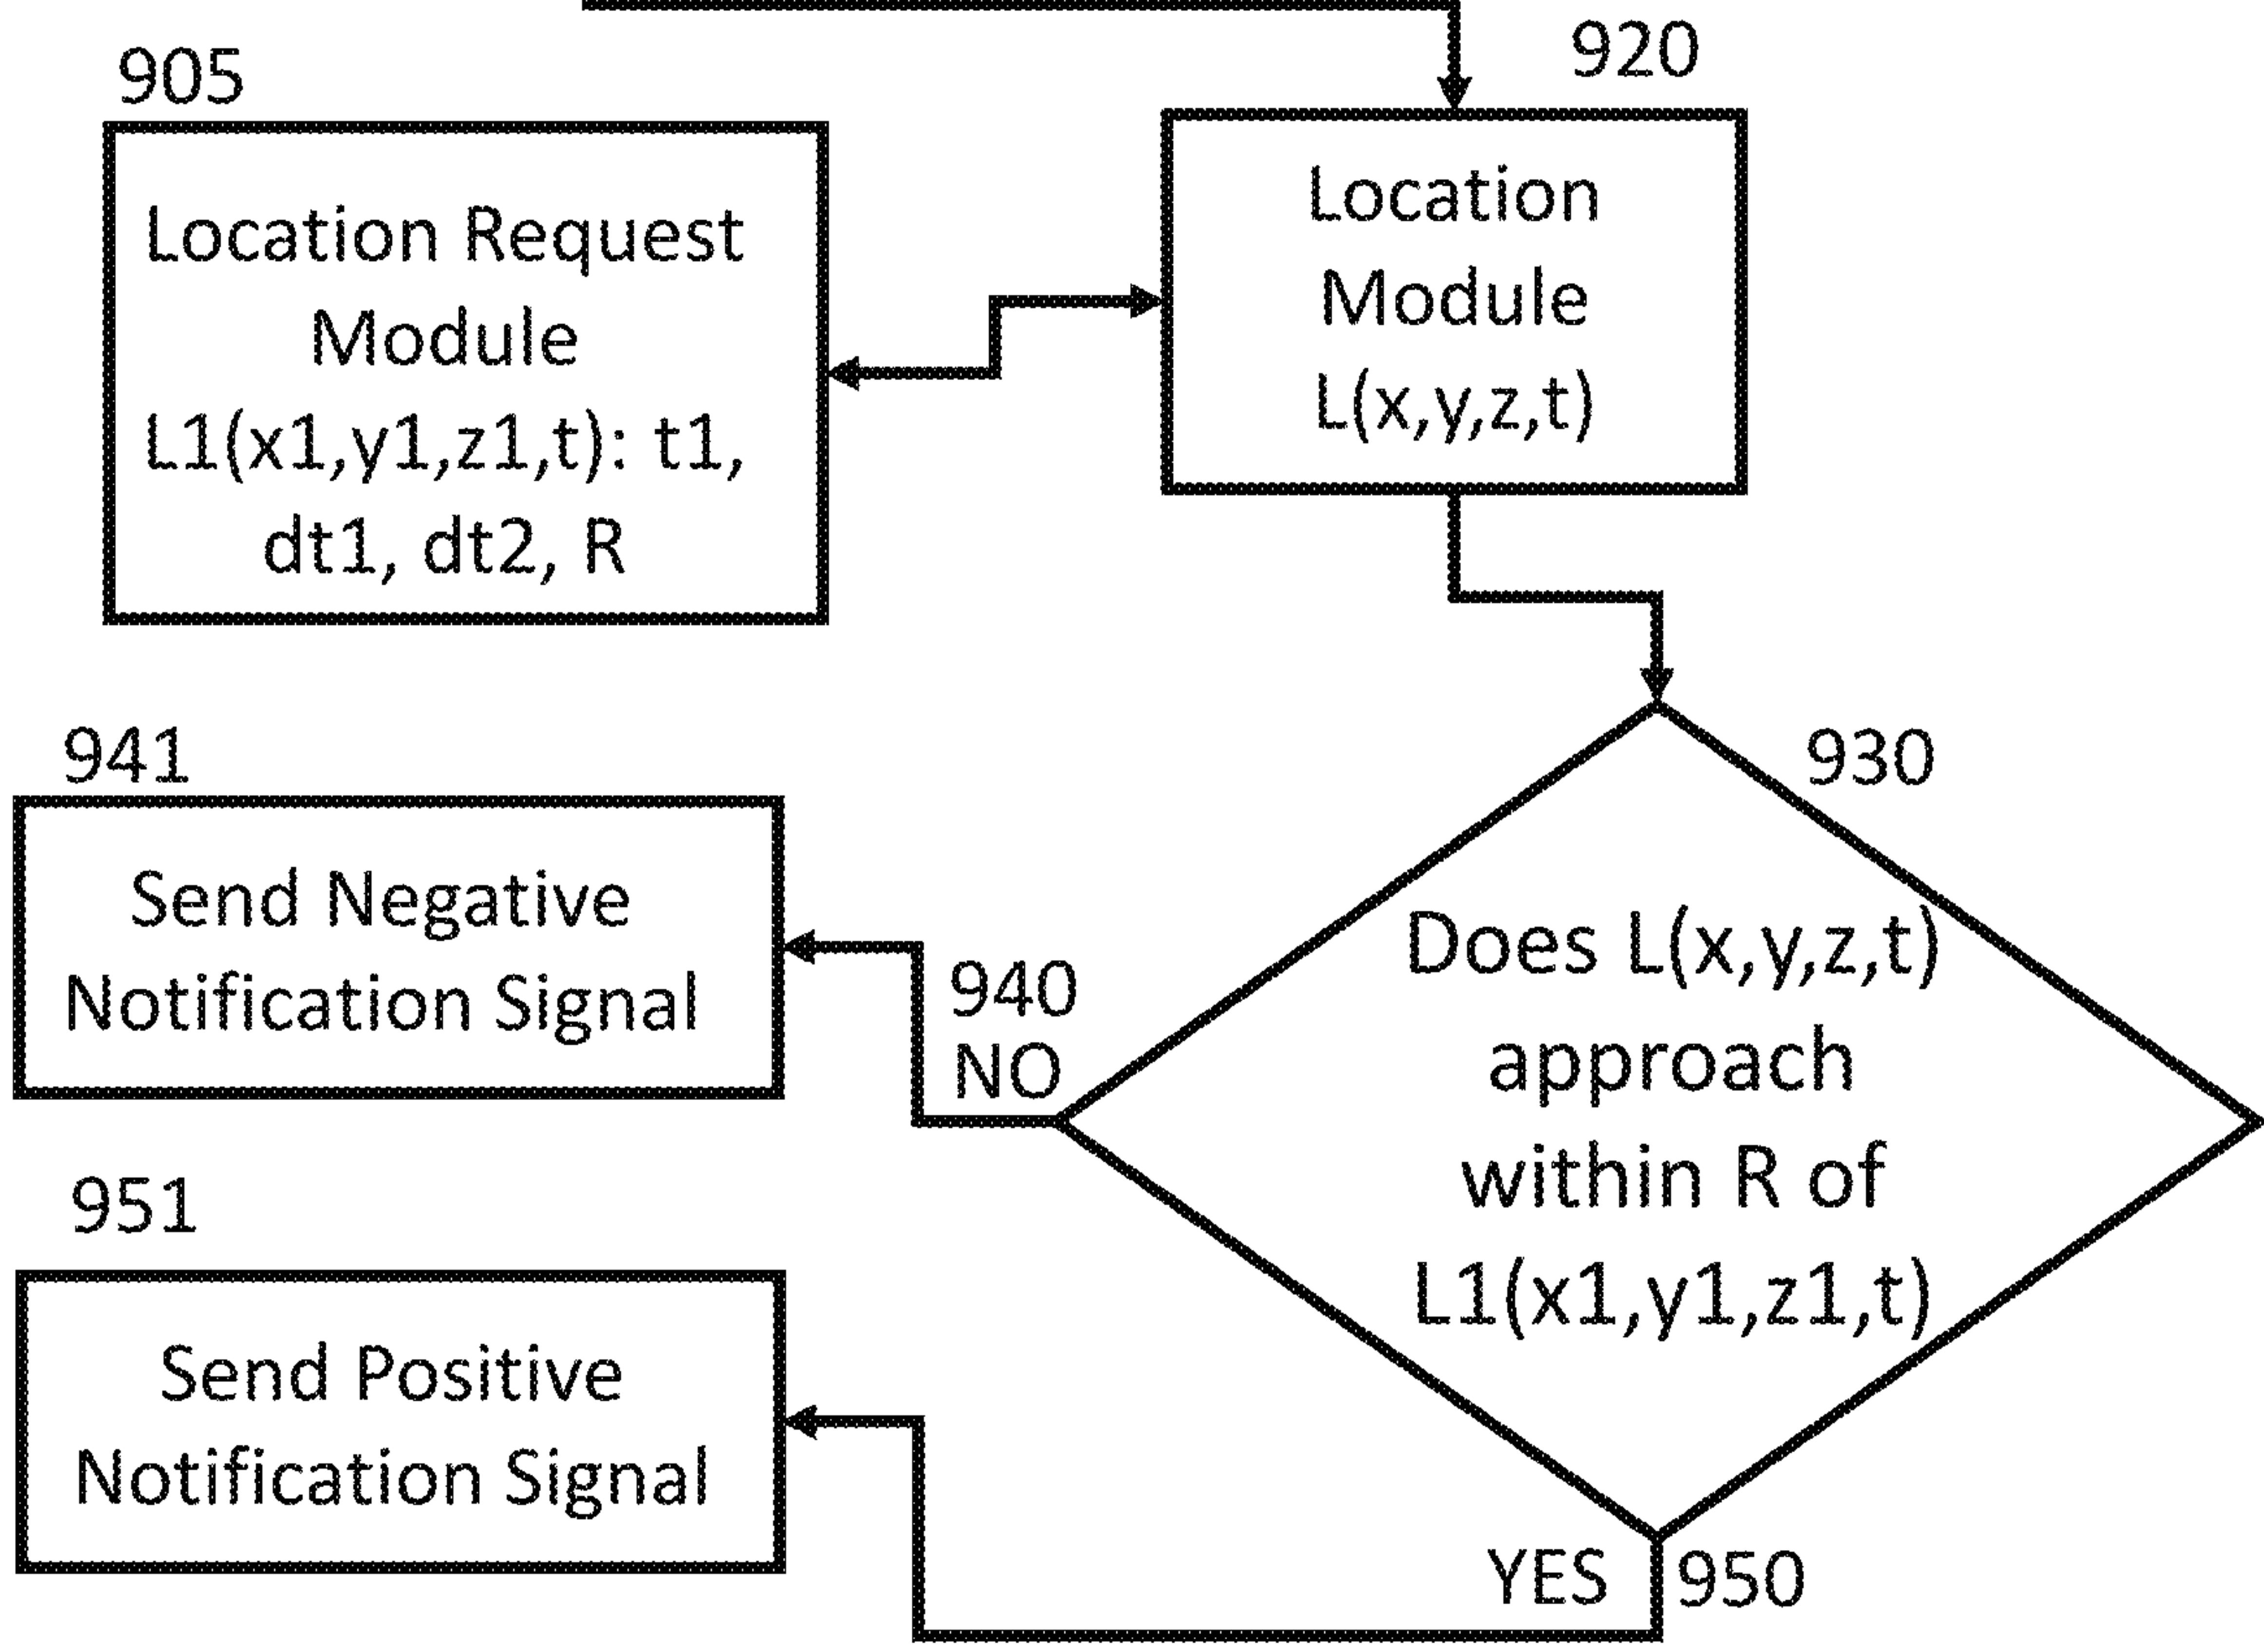 905
Location Request
Module
L1(x1,y1,z1,t): t1,
dt1, dt2, R
920
Location
Module
L(x,y,z,t)
930
Does L(x,y,z,t)
approach
within R of
L1(x1,y1,z1,t)
940
NO
941
Send Negative
Notification Signal
YES 950
951
Send Positive
Notification Signal